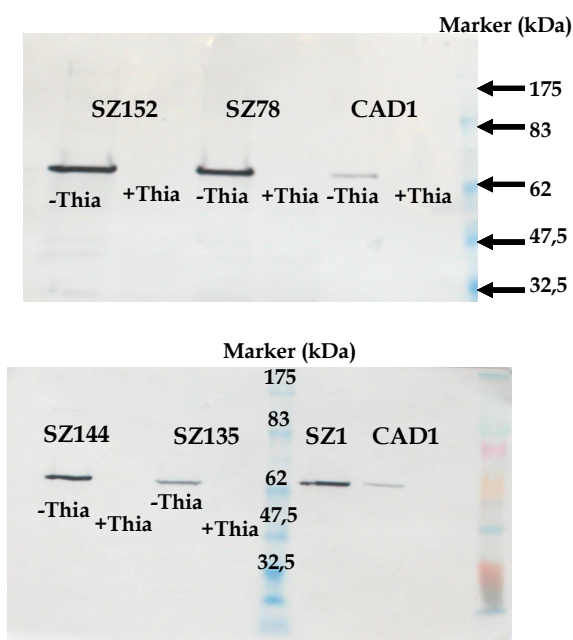 Marker (kDa)
175
SZ152 SZ78 CAD1
83
-Thia +Thia -Thia +Thia -Thia +Thia
62
47,5
32,5
Marker (kDa)
175
83
SZ144 SZ135 SZ1 CAD1
62
-Thia +Thia -Thia +Thia
47,5
32,5